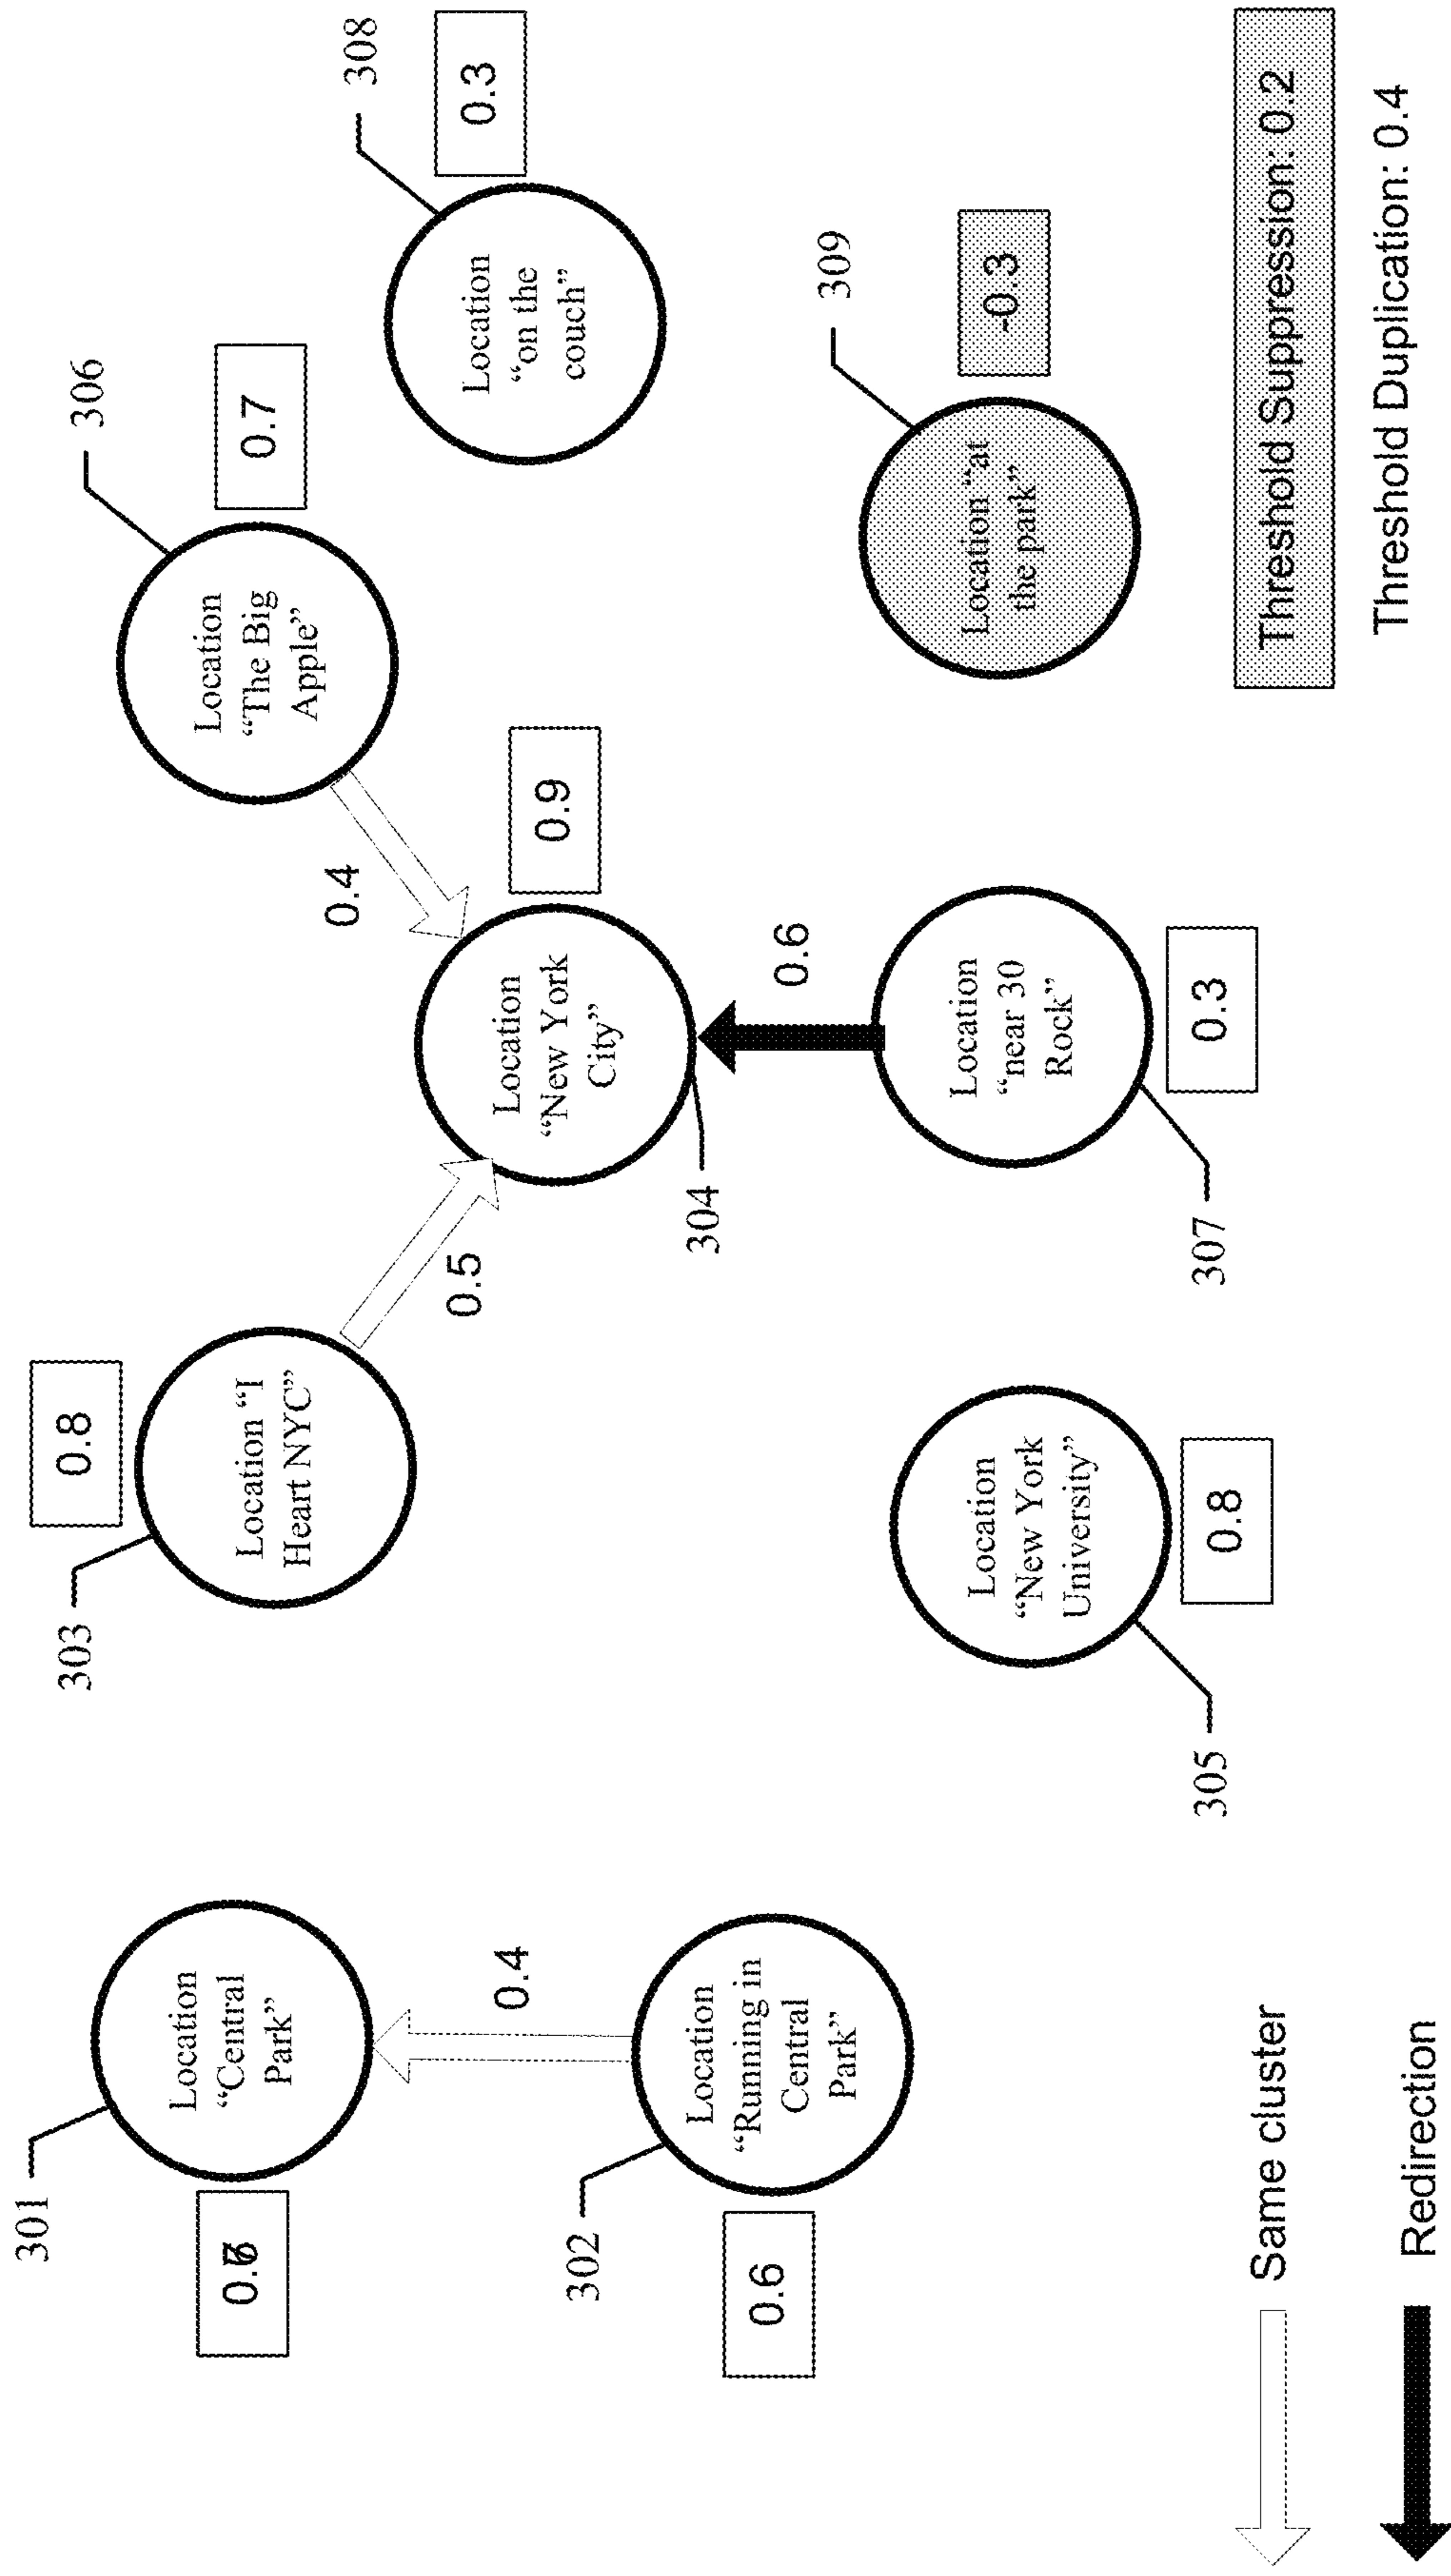 301
Location
“Central
Park”
0.4
302
Location
“Running in
Central
Park”
0.6
303
0.8
Location “I
Heart NYC”
0.5
304
Location
“New York
City”
0.9
305
Location
“New York
University”
0.8
306
Location
“The Big
Apple”
0.7
0.4
307
Location
“near 30
Rock”
0.3
0.6
308
Location
“on the
couch”
0.3
309
Location “at
the park”
-0.3
Same cluster
Redirection
Threshold Suppression: 0.2
Threshold Duplication: 0.4